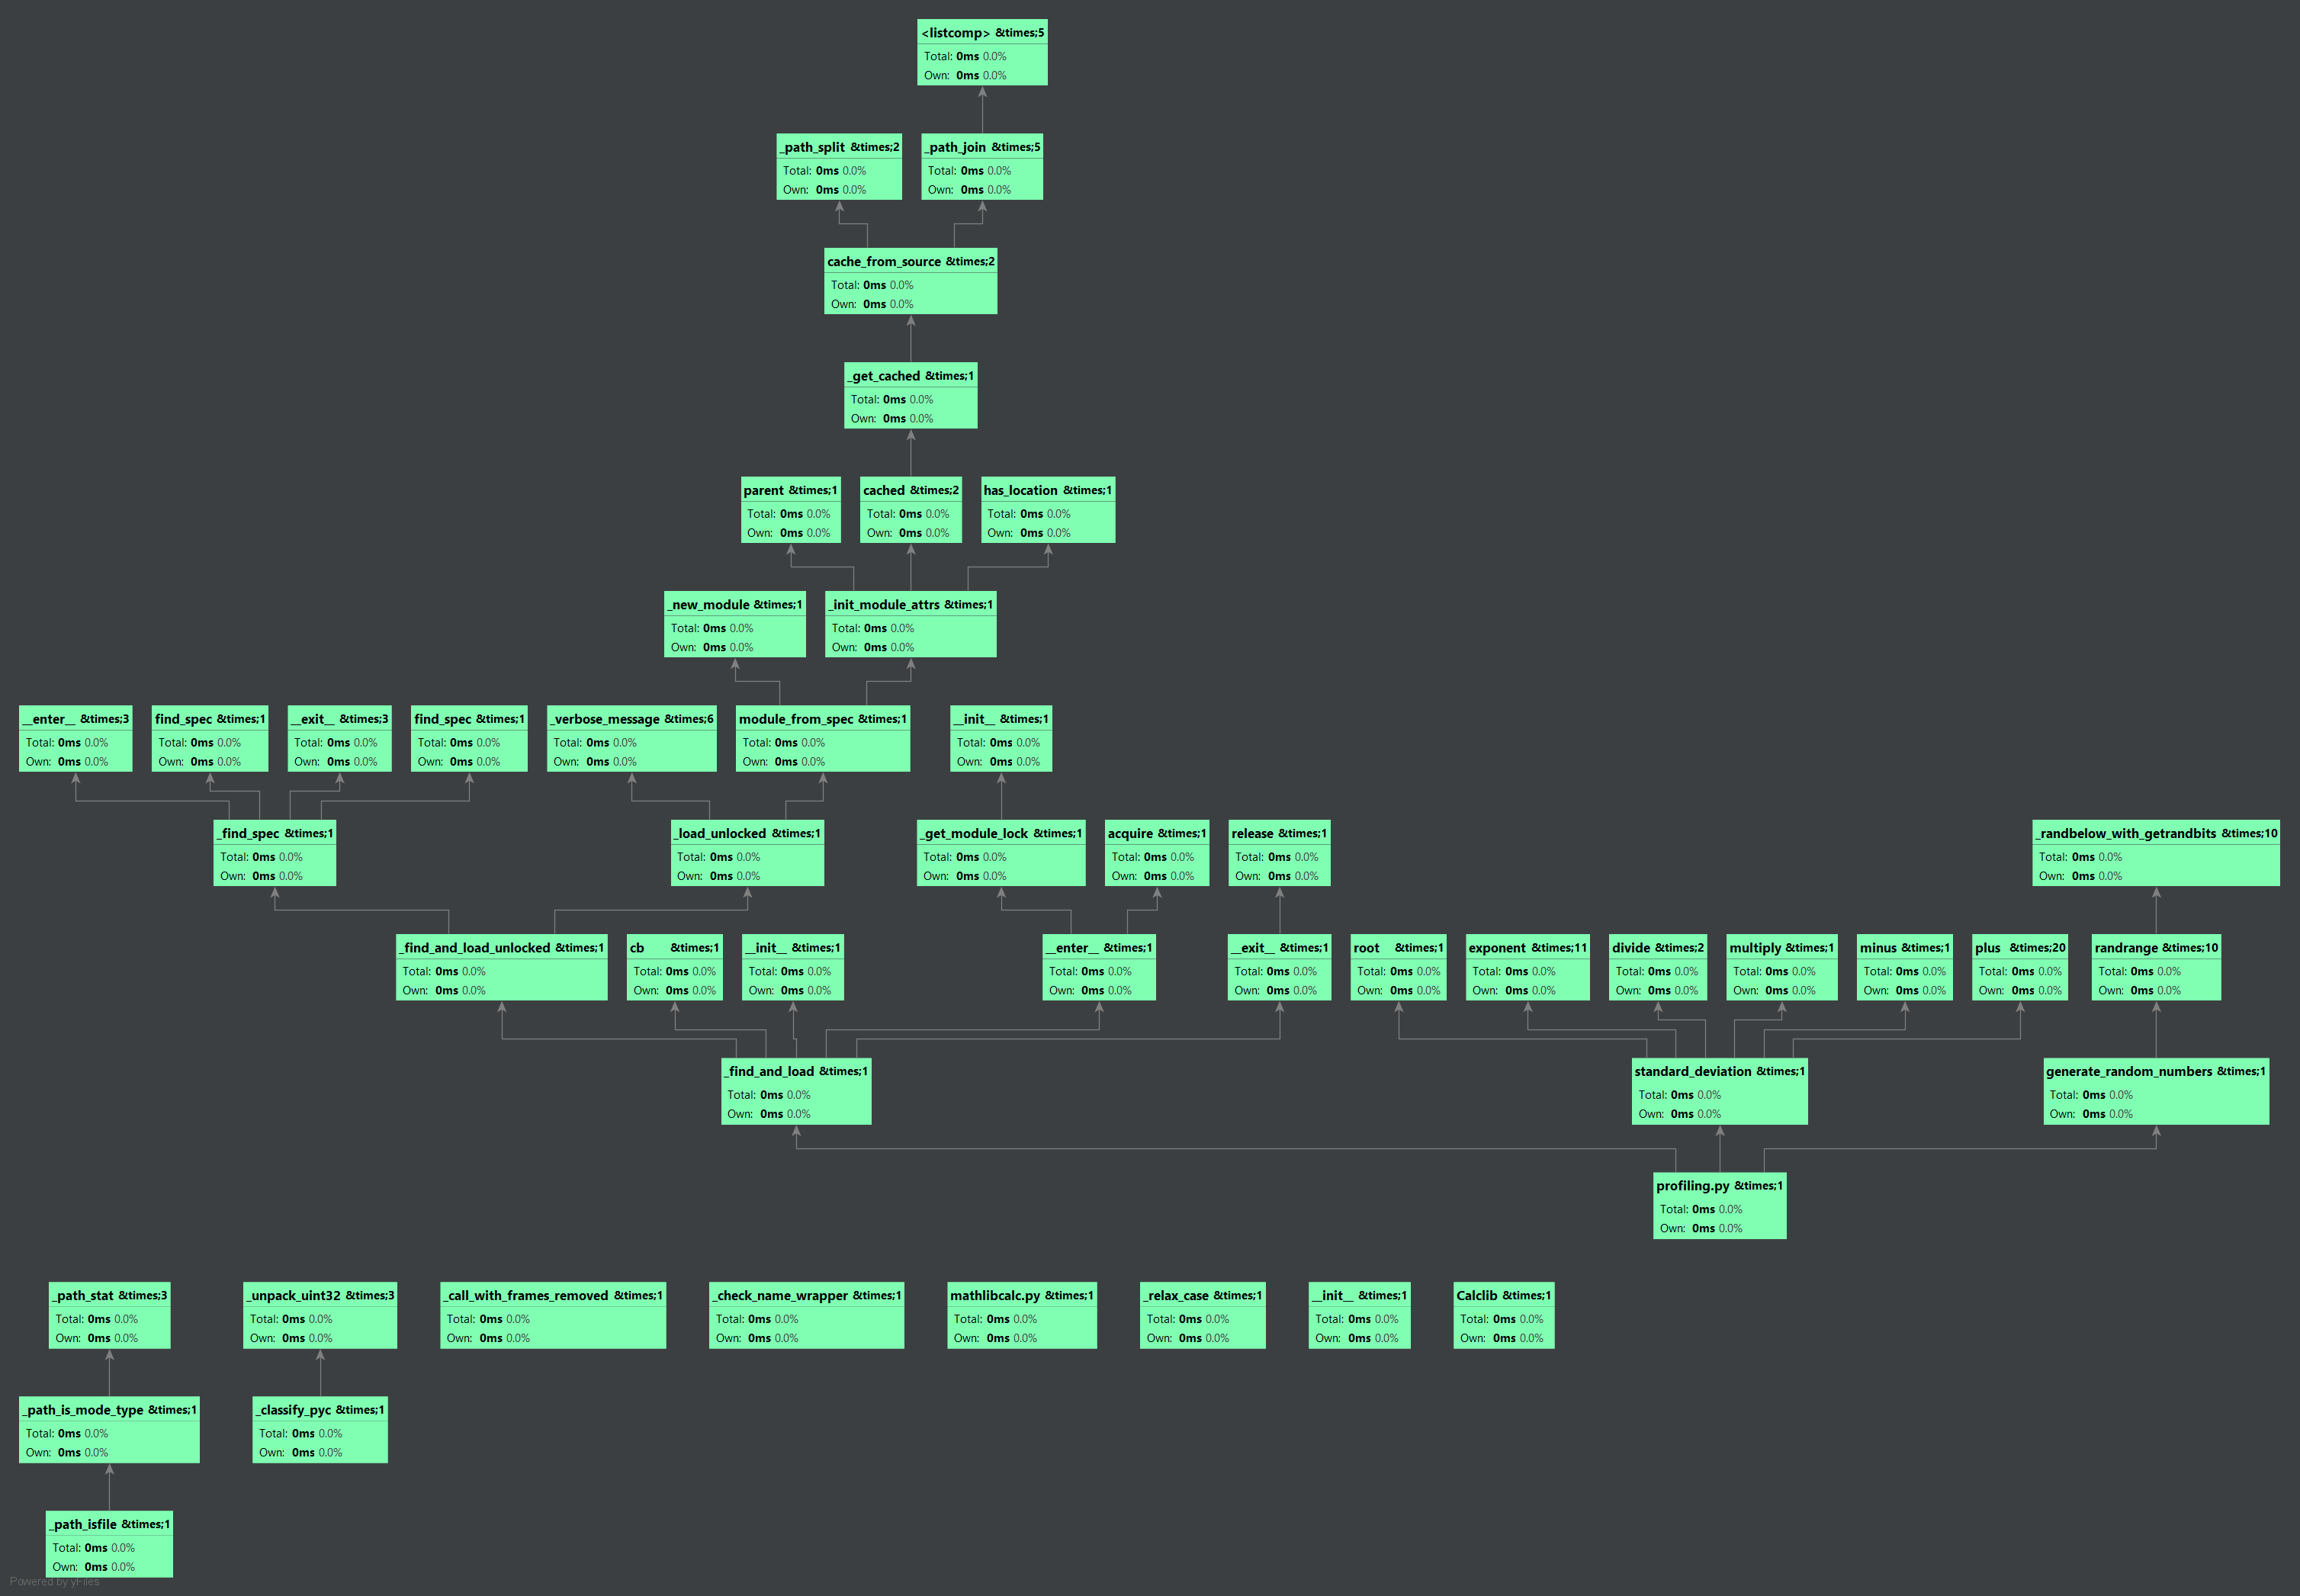 <listcomp> &times;5
Total: 0ms 0.0%
Own: 0ms 0.0%
_path_split &times;2
Total: 0ms 0.0%
Own: 0ms 0.0%
_path_join &times;5
Total: 0ms 0.0%
Own: 0ms 0.0%
cache_from_source &times;2
Total: 0ms 0.0%
Own: 0ms 0.0%
_get_cached &times;1
Total: 0ms 0.0%
Own: 0ms 0.0%
parent &times;1
Total: 0ms 0.0%
Own: 0ms 0.0%
cached &times;2
Total: 0ms 0.0%
Own: 0ms 0.0%
has_location &times;1
Total: 0ms 0.0%
Own: 0ms 0.0%
_new_module &times;1
Total: 0ms 0.0%
Own: 0ms 0.0%
_init_module_attrs &times;1
Total: 0ms 0.0%
Own: 0ms 0.0%
__enter__ &times;3
Total: 0ms 0.0%
Own: 0ms 0.0%
find_spec &times;1
Total: 0ms 0.0%
Own: 0ms 0.0%
__exit__ &times;3
Total: 0ms 0.0%
Own: 0ms 0.0%
find_spec &times;1
Total: 0ms 0.0%
Own: 0ms 0.0%
_verbose_message &times;6
Total: 0ms 0.0%
Own: 0ms 0.0%
module_from_spec &times;1
Total: 0ms 0.0%
Own: 0ms 0.0%
__init__ &times;1
Total: 0ms 0.0%
Own: 0ms 0.0%
_find_spec &times;1
Total: 0ms 0.0%
Own: 0ms 0.0%
_load_unlocked &times;1
Total: 0ms 0.0%
Own: 0ms 0.0%
_get_module_lock &times;1
Total: 0ms 0.0%
Own: 0ms 0.0%
acquire &times;1
Total: 0ms 0.0%
Own: 0ms 0.0%
release &times;1
Total: 0ms 0.0%
Own: 0ms 0.0%
_randbelow_with_getrandbits &times;10
Total: 0ms 0.0%
Own: 0ms 0.0%
_find_and_load_unlocked &times;1
Total: 0ms 0.0%
Own: 0ms 0.0%
cb &times;1
Total: 0ms 0.0%
Own: 0ms 0.0%
__init__ &times;1
Total: 0ms 0.0%
Own: 0ms 0.0%
__enter__ &times;1
Total: 0ms 0.0%
Own: 0ms 0.0%
__exit__ &times;1
Total: 0ms 0.0%
Own: 0ms 0.0%
root &times;1
Total: 0ms 0.0%
Own: 0ms 0.0%
exponent &times;11
Total: 0ms 0.0%
Own: 0ms 0.0%
divide &times;2
Total: 0ms 0.0%
Own: 0ms 0.0%
multiply &times;1
Total: 0ms 0.0%
Own: 0ms 0.0%
minus &times;1
Total: 0ms 0.0%
Own: 0ms 0.0%
plus &times;20
Total: 0ms 0.0%
Own: 0ms 0.0%
randrange &times;10
Total: 0ms 0.0%
Own: 0ms 0.0%
_find_and_load &times;1
Total: 0ms 0.0%
Own: 0ms 0.0%
standard_deviation &times;1
Total: 0ms 0.0%
Own: 0ms 0.0%
generate_random_numbers &times;1
Total: 0ms 0.0%
Own: 0ms 0.0%
profiling.py &times;1
Total: 0ms 0.0%
Own: 0ms 0.0%
_path_stat &times;3
Total: 0ms 0.0%
Own: 0ms 0.0%
_unpack_uint32 &times;3
Total: 0ms 0.0%
Own: 0ms 0.0%
_call_with_frames_removed &times;1
Total: 0ms 0.0%
Own: 0ms 0.0%
_check_name_wrapper &times;1
Total: 0ms 0.0%
Own: 0ms 0.0%
mathlibcalc.py &times;1
Total: 0ms 0.0%
Own: 0ms 0.0%
_relax_case &times;1
Total: 0ms 0.0%
Own: 0ms 0.0%
__init__ &times;1
Total: 0ms 0.0%
Own: 0ms 0.0%
Calclib &times;1
Total: 0ms 0.0%
Own: 0ms 0.0%
_path_is_mode_type &times;1
Total: 0ms 0.0%
Own: 0ms 0.0%
_classify_pyc &times;1
Total: 0ms 0.0%
Own: 0ms 0.0%
_path_isfile &times;1
Total: 0ms 0.0%
Own: 0ms 0.0%
Powered by yFiles